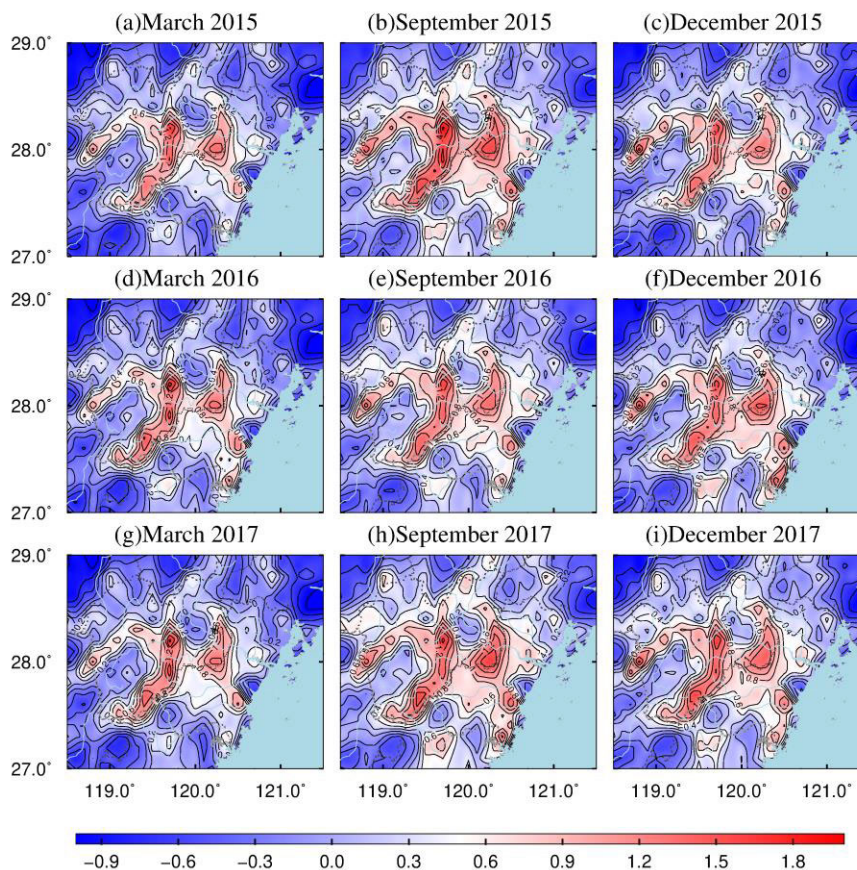 (a)March 2015 (b)September 2015 (c)December 2015
29.0°
28.0°
27.0°
(d)March 2016 (e)September 2016 (f)December 2016
29.0°
28.0°
27.0°
(g)March 2017 (h)September 2017 (i)December 2017
29.0°
28.0°
27.0°
119.0° 120.0° 121.0° 119.0° 120.0° 121.0° 119.0° 120.0° 121.0°
−0.9 −0.6 −0.3 0.0 0.3 0.6 0.9 1.2 1.5 1.8